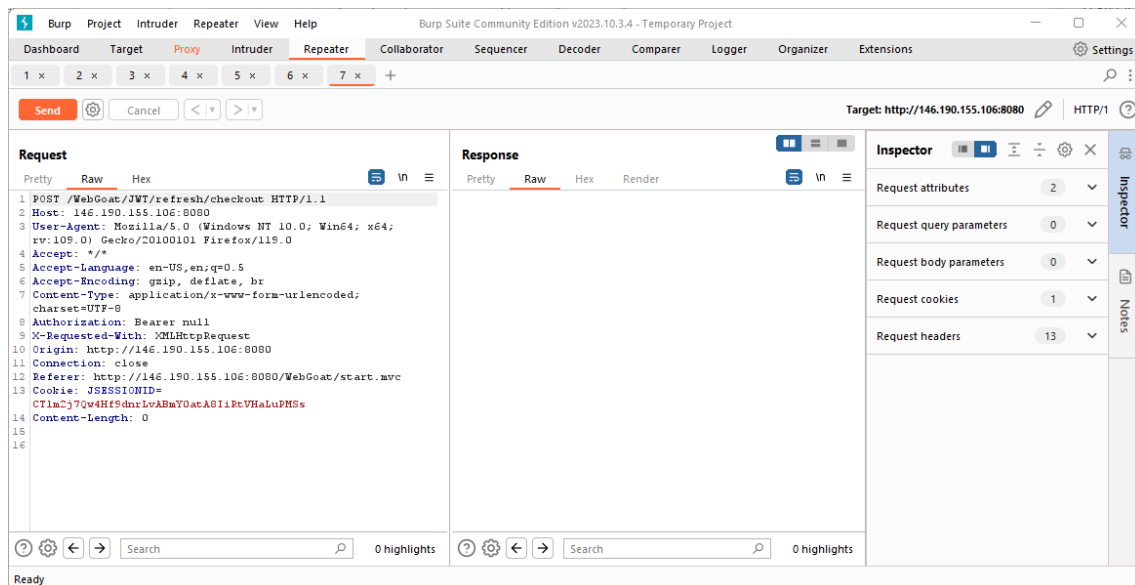 Burp Project Intruder Repeater View Help Burp Suite Community Edition v2023.10.3.4 - Temporary Project
Dashboard Target Proxy Intruder Repeater Collaborator Sequencer Decoder Comparer Logger Organizer Extensions Settings
1 × 2 × 3 × 4 × 5 × 6 × 7 × +
Send Cancel < > Target: http://146.190.155.106:8080 HTTP/1
Request
Pretty Raw Hex \n
1 POST /WebGoat/JWT/refresh/checkout HTTP/1.1
2 Host: 146.190.155.106:8080
3 User-Agent: Mozilla/5.0 (Windows NT 10.0; Win64; x64;
rv:109.0) Gecko/20100101 Firefox/119.0
4 Accept: */*
5 Accept-Language: en-US,en;q=0.5
6 Accept-Encoding: gzip, deflate, br
7 Content-Type: application/x-www-form-urlencoded;
charset=UTF-8
8 Authorization: Bearer null
9 X-Requested-With: XMLHttpRequest
10 Origin: http://146.190.155.106:8080
11 Connection: close
12 Referer: http://146.190.155.106:8080/WebGoat/start.mvc
13 Cookie: JSESSIONID=
14 Content-Length: 0
15
16
Search 0 highlights
Response
Pretty Raw Hex Render \n
Search 0 highlights
Inspector
Request attributes 2
Request query parameters 0
Request body parameters 0
Request cookies 1
Request headers 13
Inspector
Notes
Ready